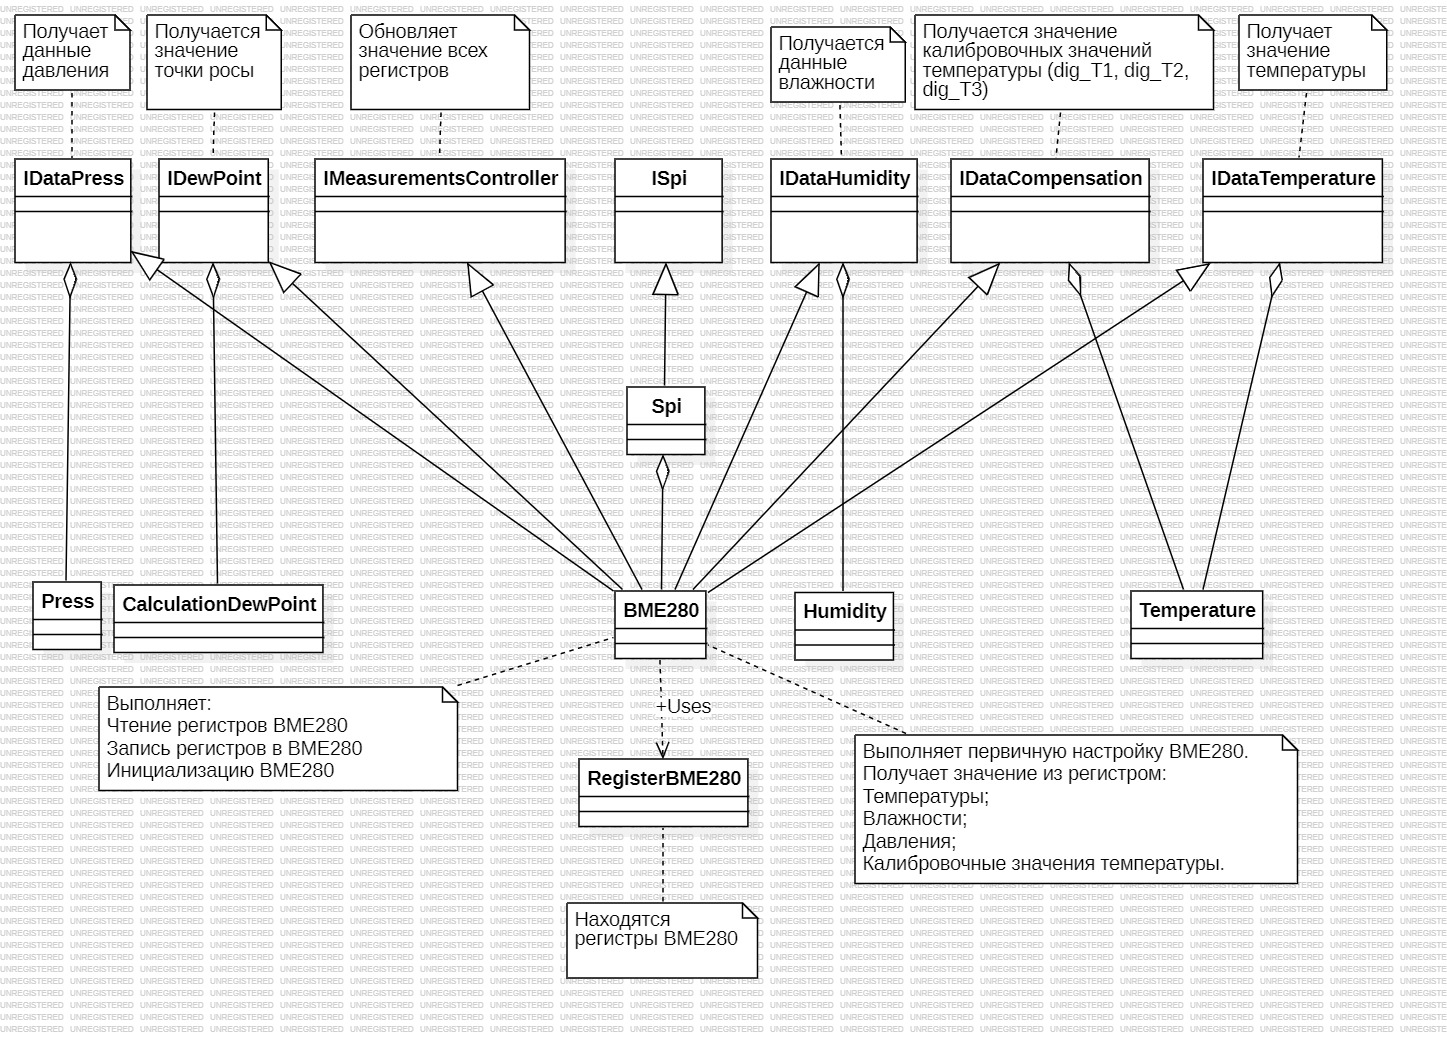 Получает
данные
давления
Получается
значение
точки росы
Обновляет
значение всех
регистров
Получается
данные
влажности
Получается значение
калибровочных значений
температуры (dig_T1, dig_T2,
dig_T3)
Получает
значение
температуры
IDataPress
IDewPoint
IMeasurementsController
ISpi
IDataHumidity
IDataCompensation
IDataTemperature
Spi
Press
CalculationDewPoint
BME280
Humidity
Temperature
Выполняет:
Чтение регистров BME280
Запись регистров в BME280
Инициализацию BME280
+Uses
RegisterBME280
Выполняет первичную настройку BME280.
Получает значение из регистром:
Температуры;
Влажности;
Давления;
Калибровочные значения температуры.
Находятся
регистры BME280
UNREGISTERED